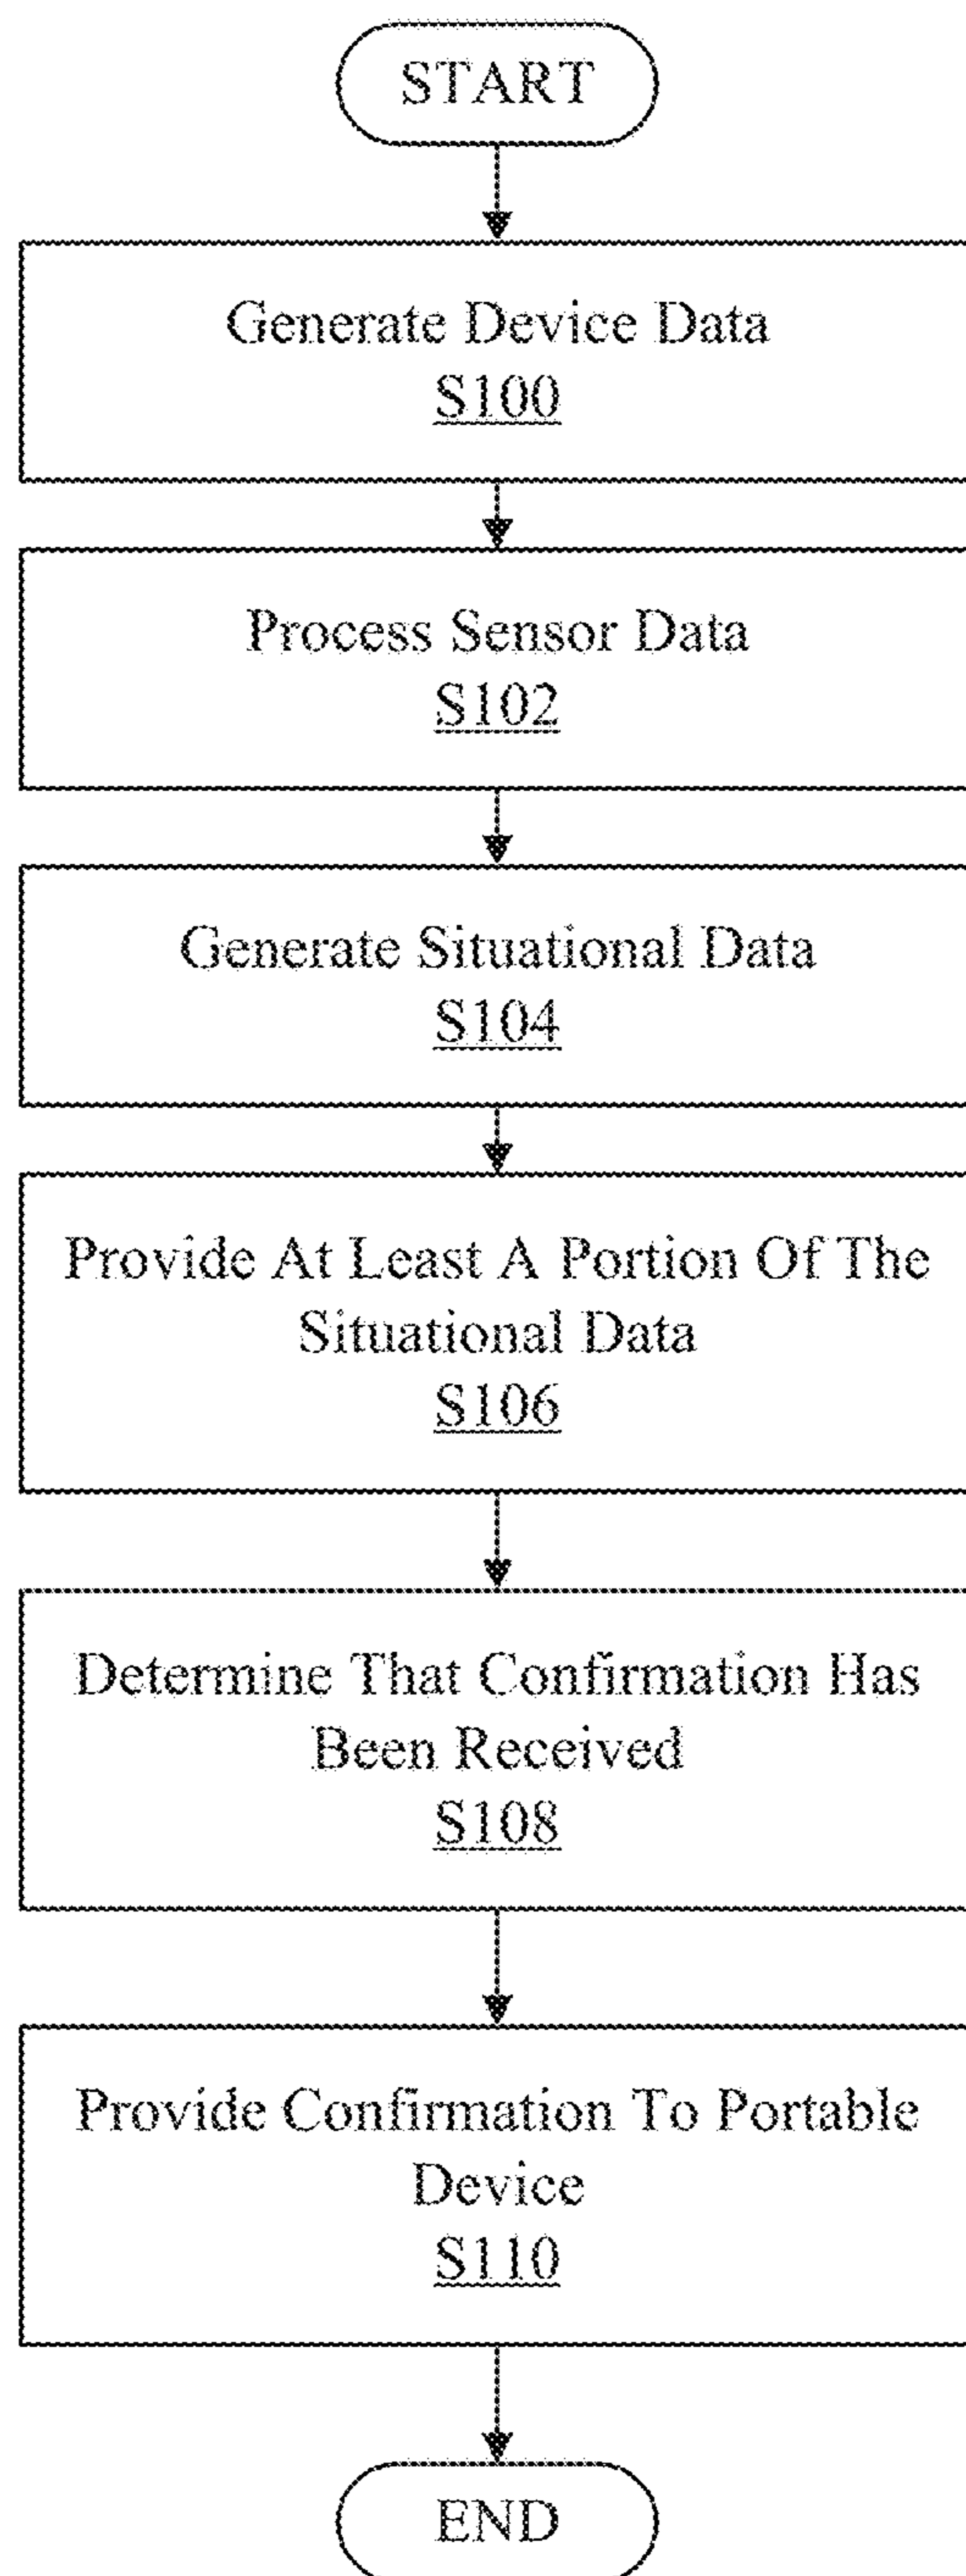 START
Generate Device Data
S100
Process Sensor Data
S102
Generate Situational Data
S104
Provide At Least A Portion Of The
Situational Data
S106
Determine That Confirmation Has
Been Received
S108
Provide Confirmation To Portable
Device
S110
END